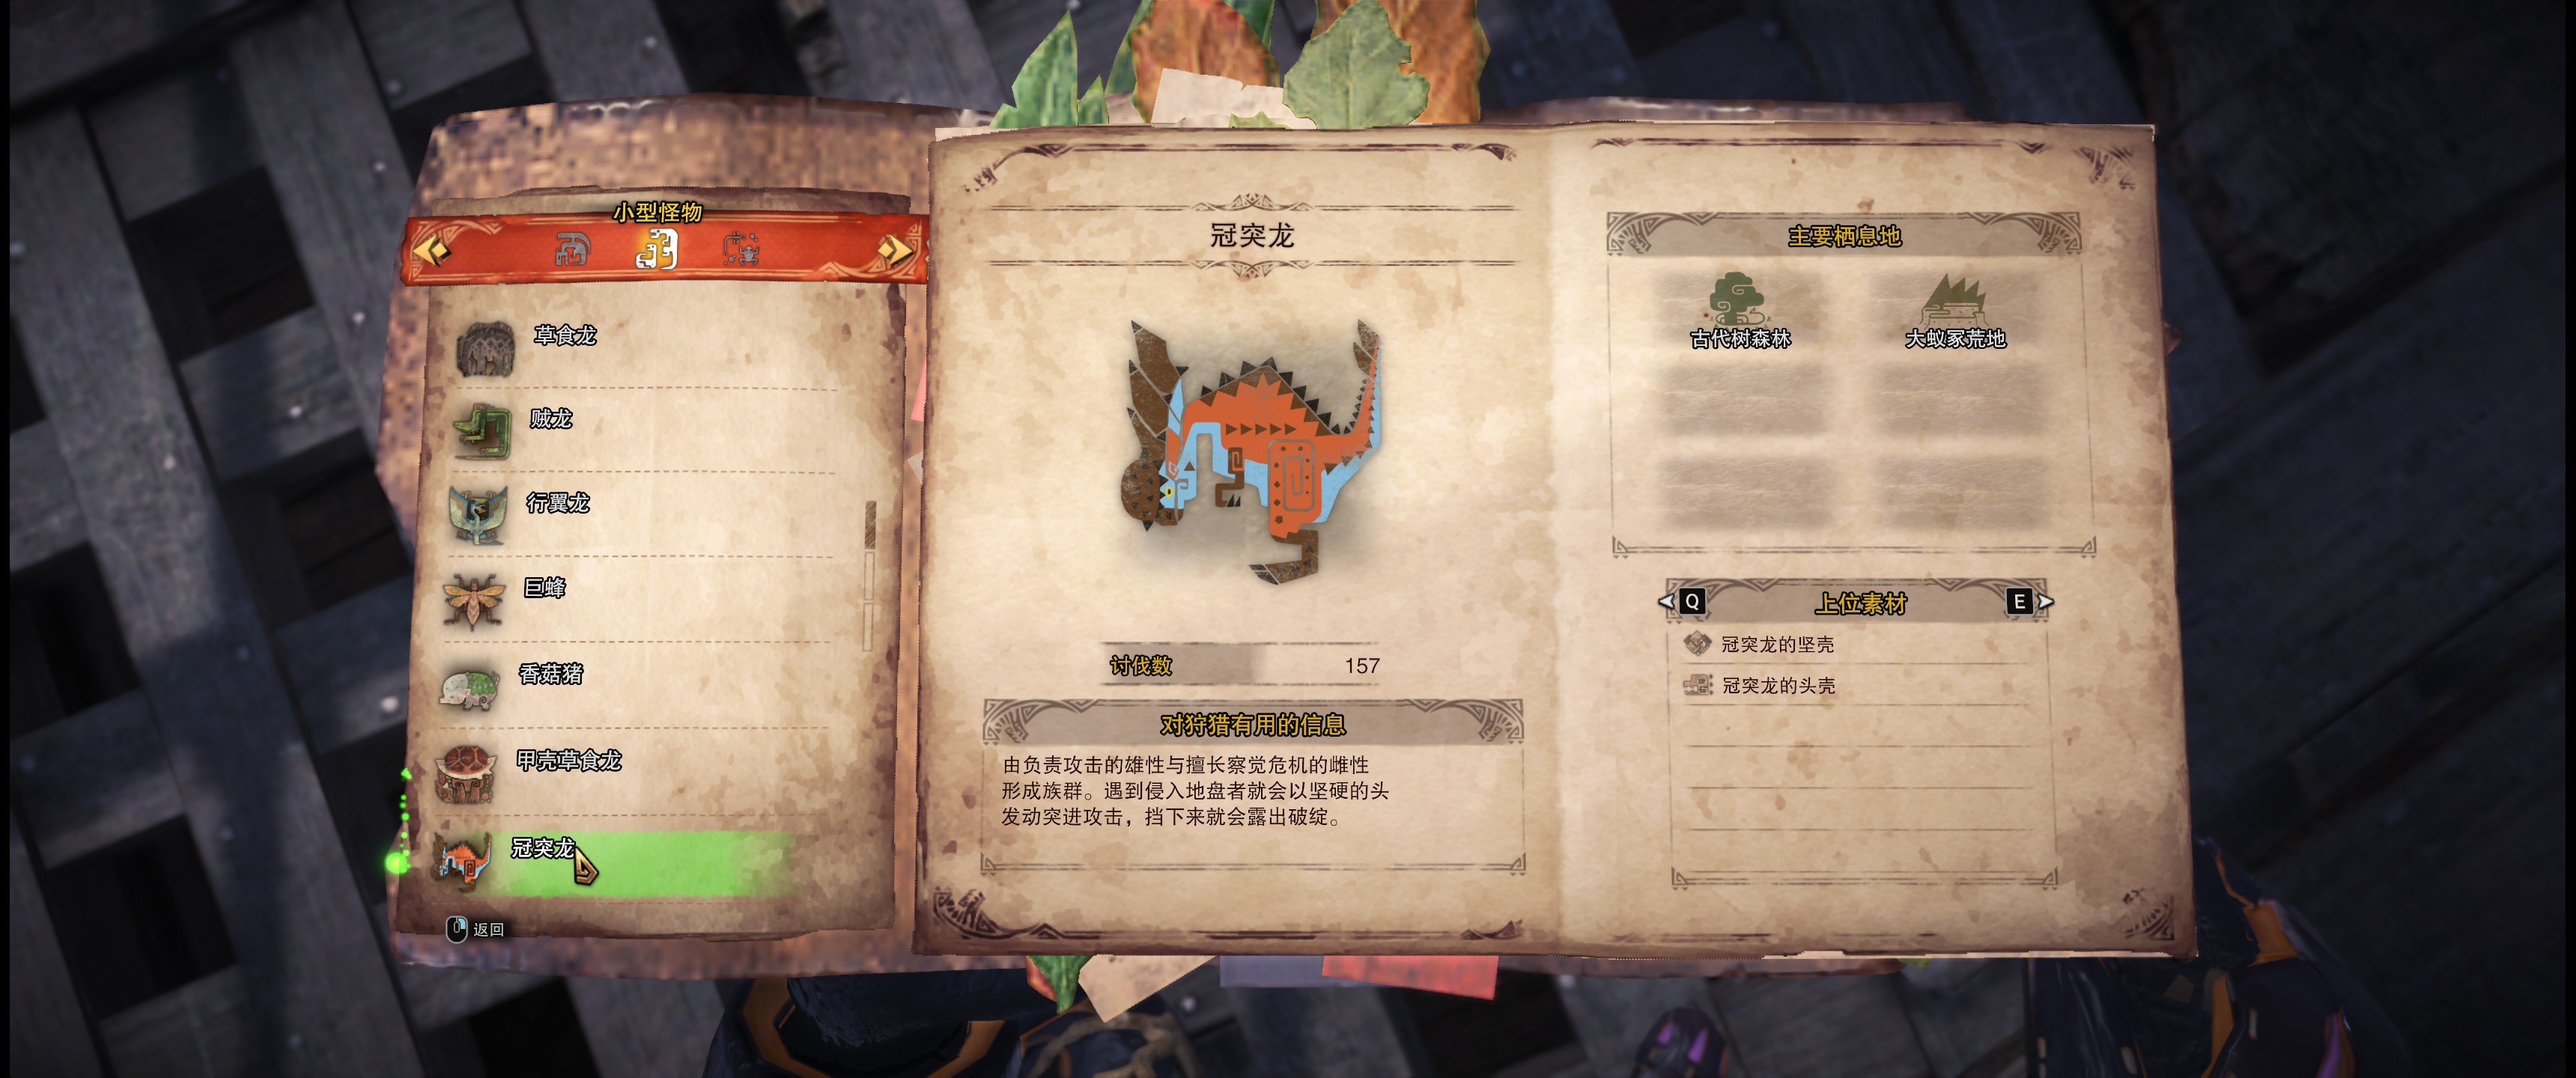 小型怪物
草食龙
贼龙
行翼龙
巨蜂
香菇猪
甲壳草食龙
冠突龙
返回
冠突龙
讨伐数 157
对狩猎有用的信息
由负责攻击的雄性与擅长察觉危机的雌性
形成族群。遇到侵入地盘者就会以坚硬的头
发动突进攻击，挡下来就会露出破绽。
主要栖息地
古代树森林 大蚁冢荒地
Q 上位素材 E
冠突龙的坚壳
冠突龙的头壳